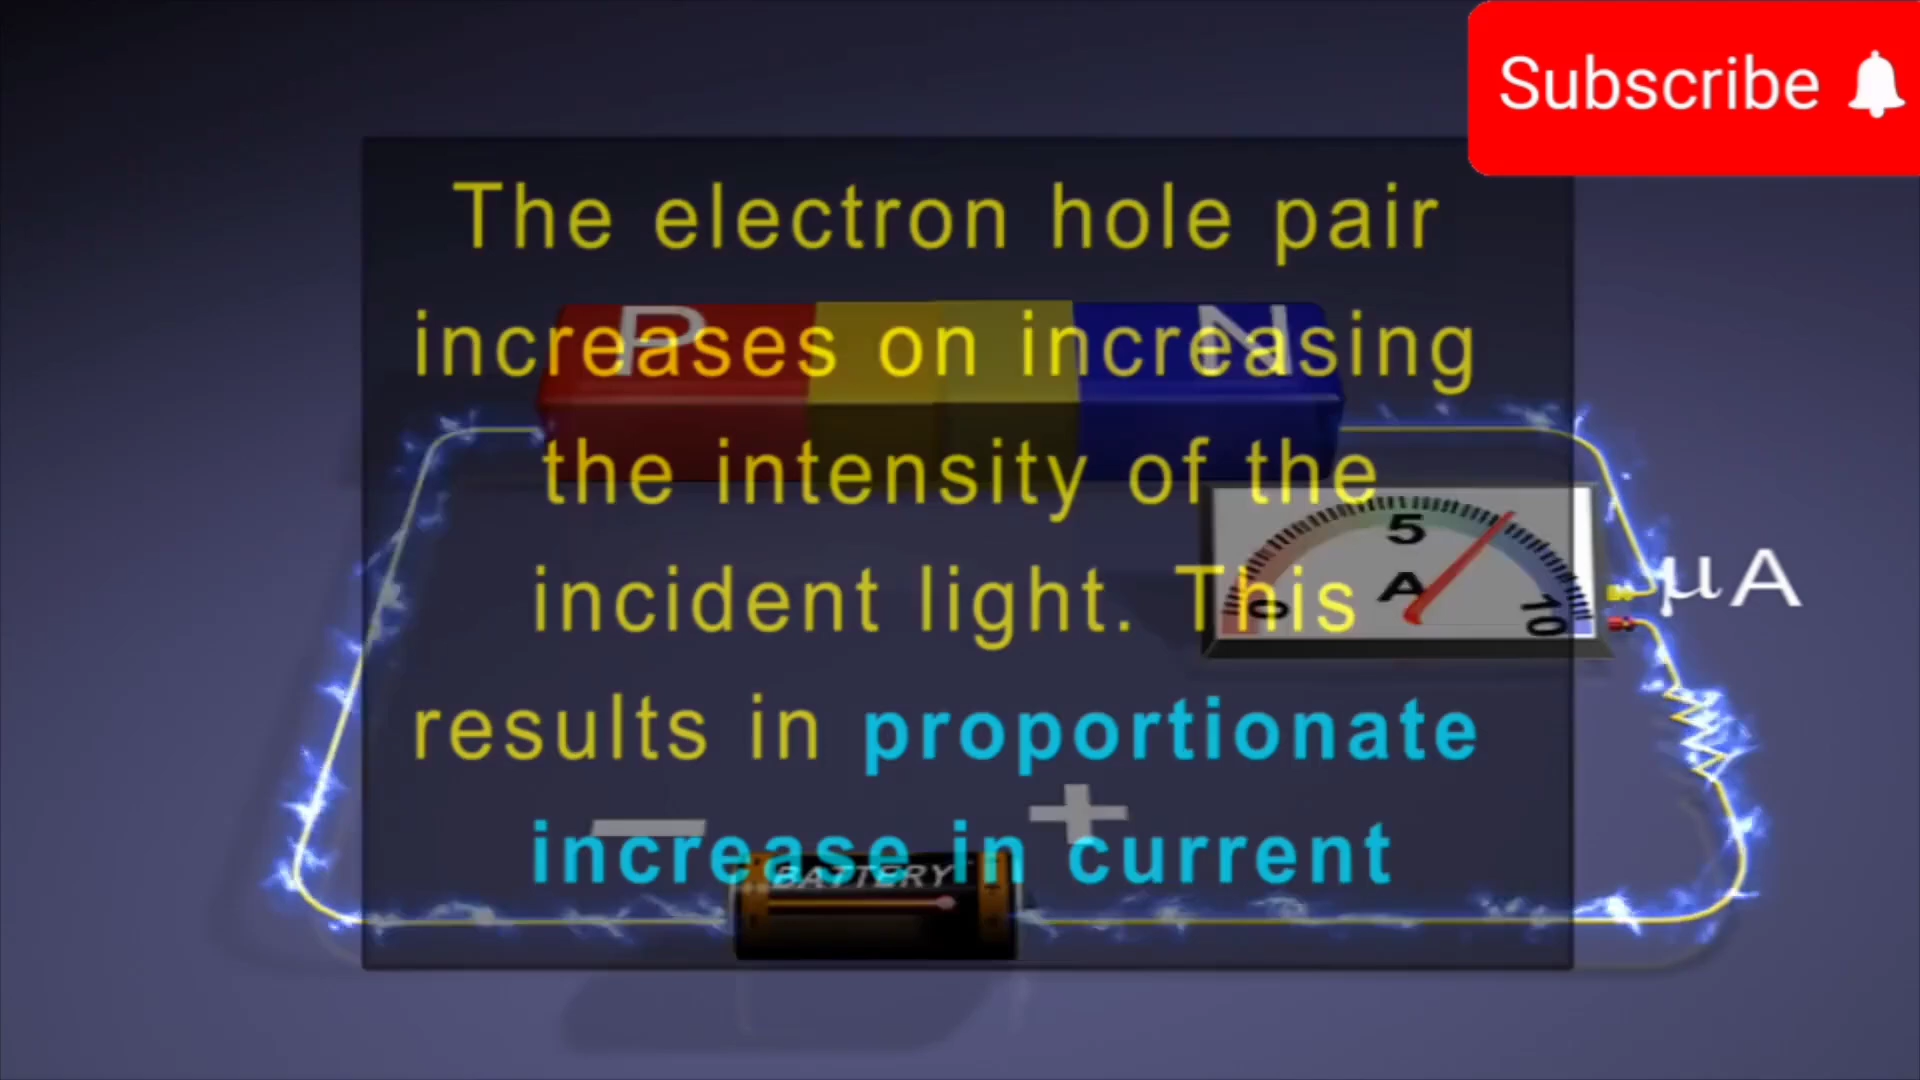 Subscribe
The electron hole pair
increases on increasing
the intensity of the
incident light. This
results in proportionate
increase in current
P
N
5
A
0
10
μA
−
+
BATTERY